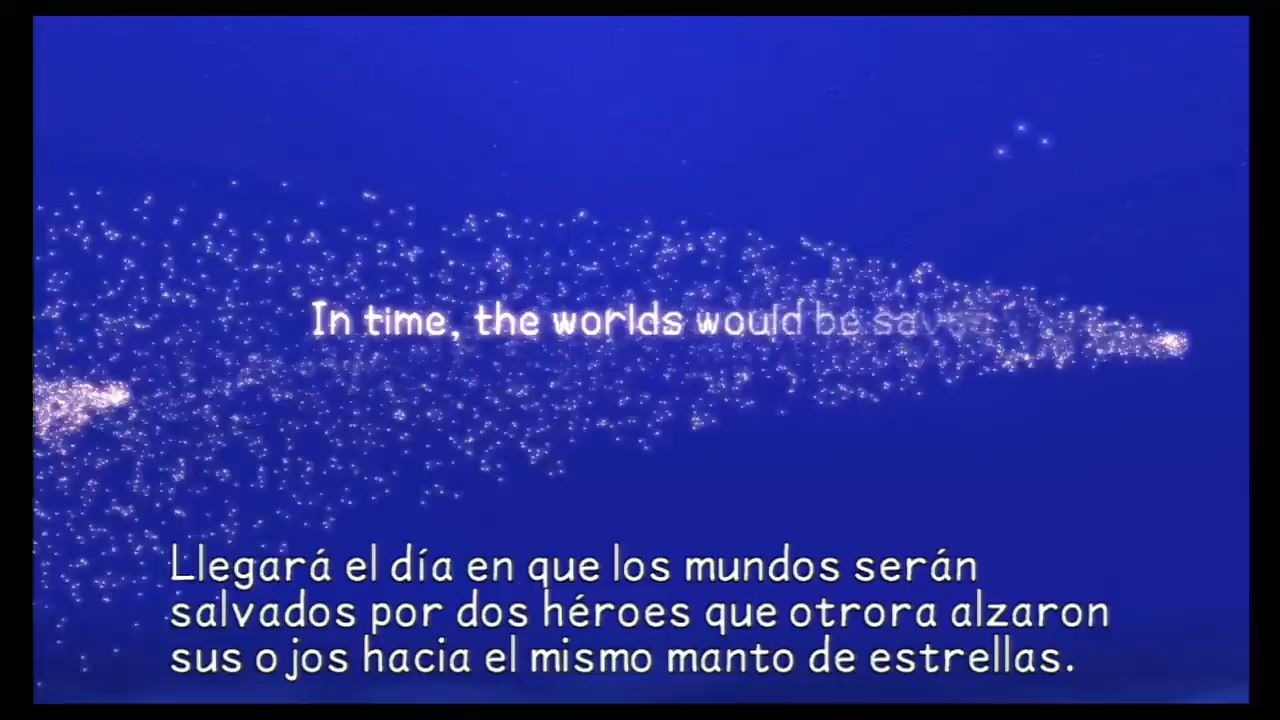 In time, the worlds would be saved
Llegará el día en que los mundos serán
salvados por dos héroes que otrora alzaron
sus ojos hacia el mismo manto de estrellas.